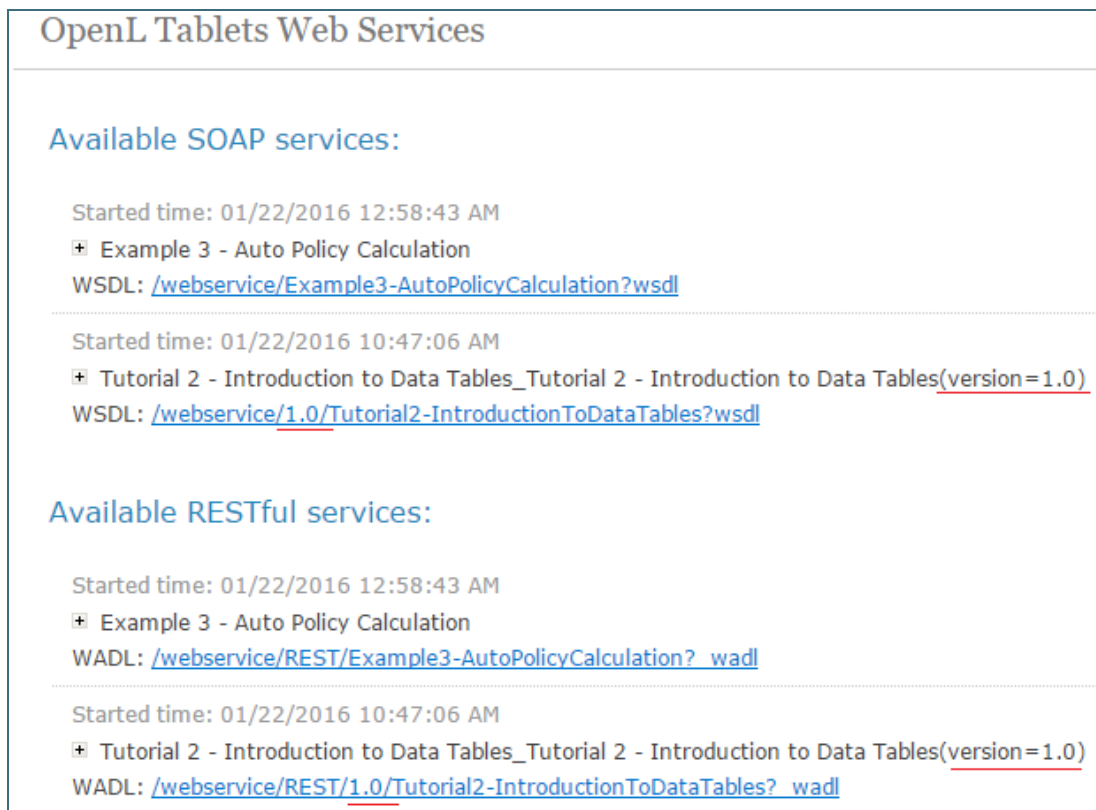 OpenL Tablets Web Services
Available SOAP services:
Started time: 01/22/2016 12:58:43 AM
Example 3 - Auto Policy Calculation
WSDL: /webservice/Example3-AutoPolicyCalculation?wsdl
Started time: 01/22/2016 10:47:06 AM
Tutorial 2 - Introduction to Data Tables_Tutorial 2 - Introduction to Data Tables(version=1.0)
WSDL: /webservice/1.0/Tutorial2-IntroductionToDataTables?wsdl
Available RESTful services:
Started time: 01/22/2016 12:58:43 AM
Example 3 - Auto Policy Calculation
WADL: /webservice/REST/Example3-AutoPolicyCalculation?_wadl
Started time: 01/22/2016 10:47:06 AM
Tutorial 2 - Introduction to Data Tables_Tutorial 2 - Introduction to Data Tables(version=1.0)
WADL: /webservice/REST/1.0/Tutorial2-IntroductionToDataTables?_wadl